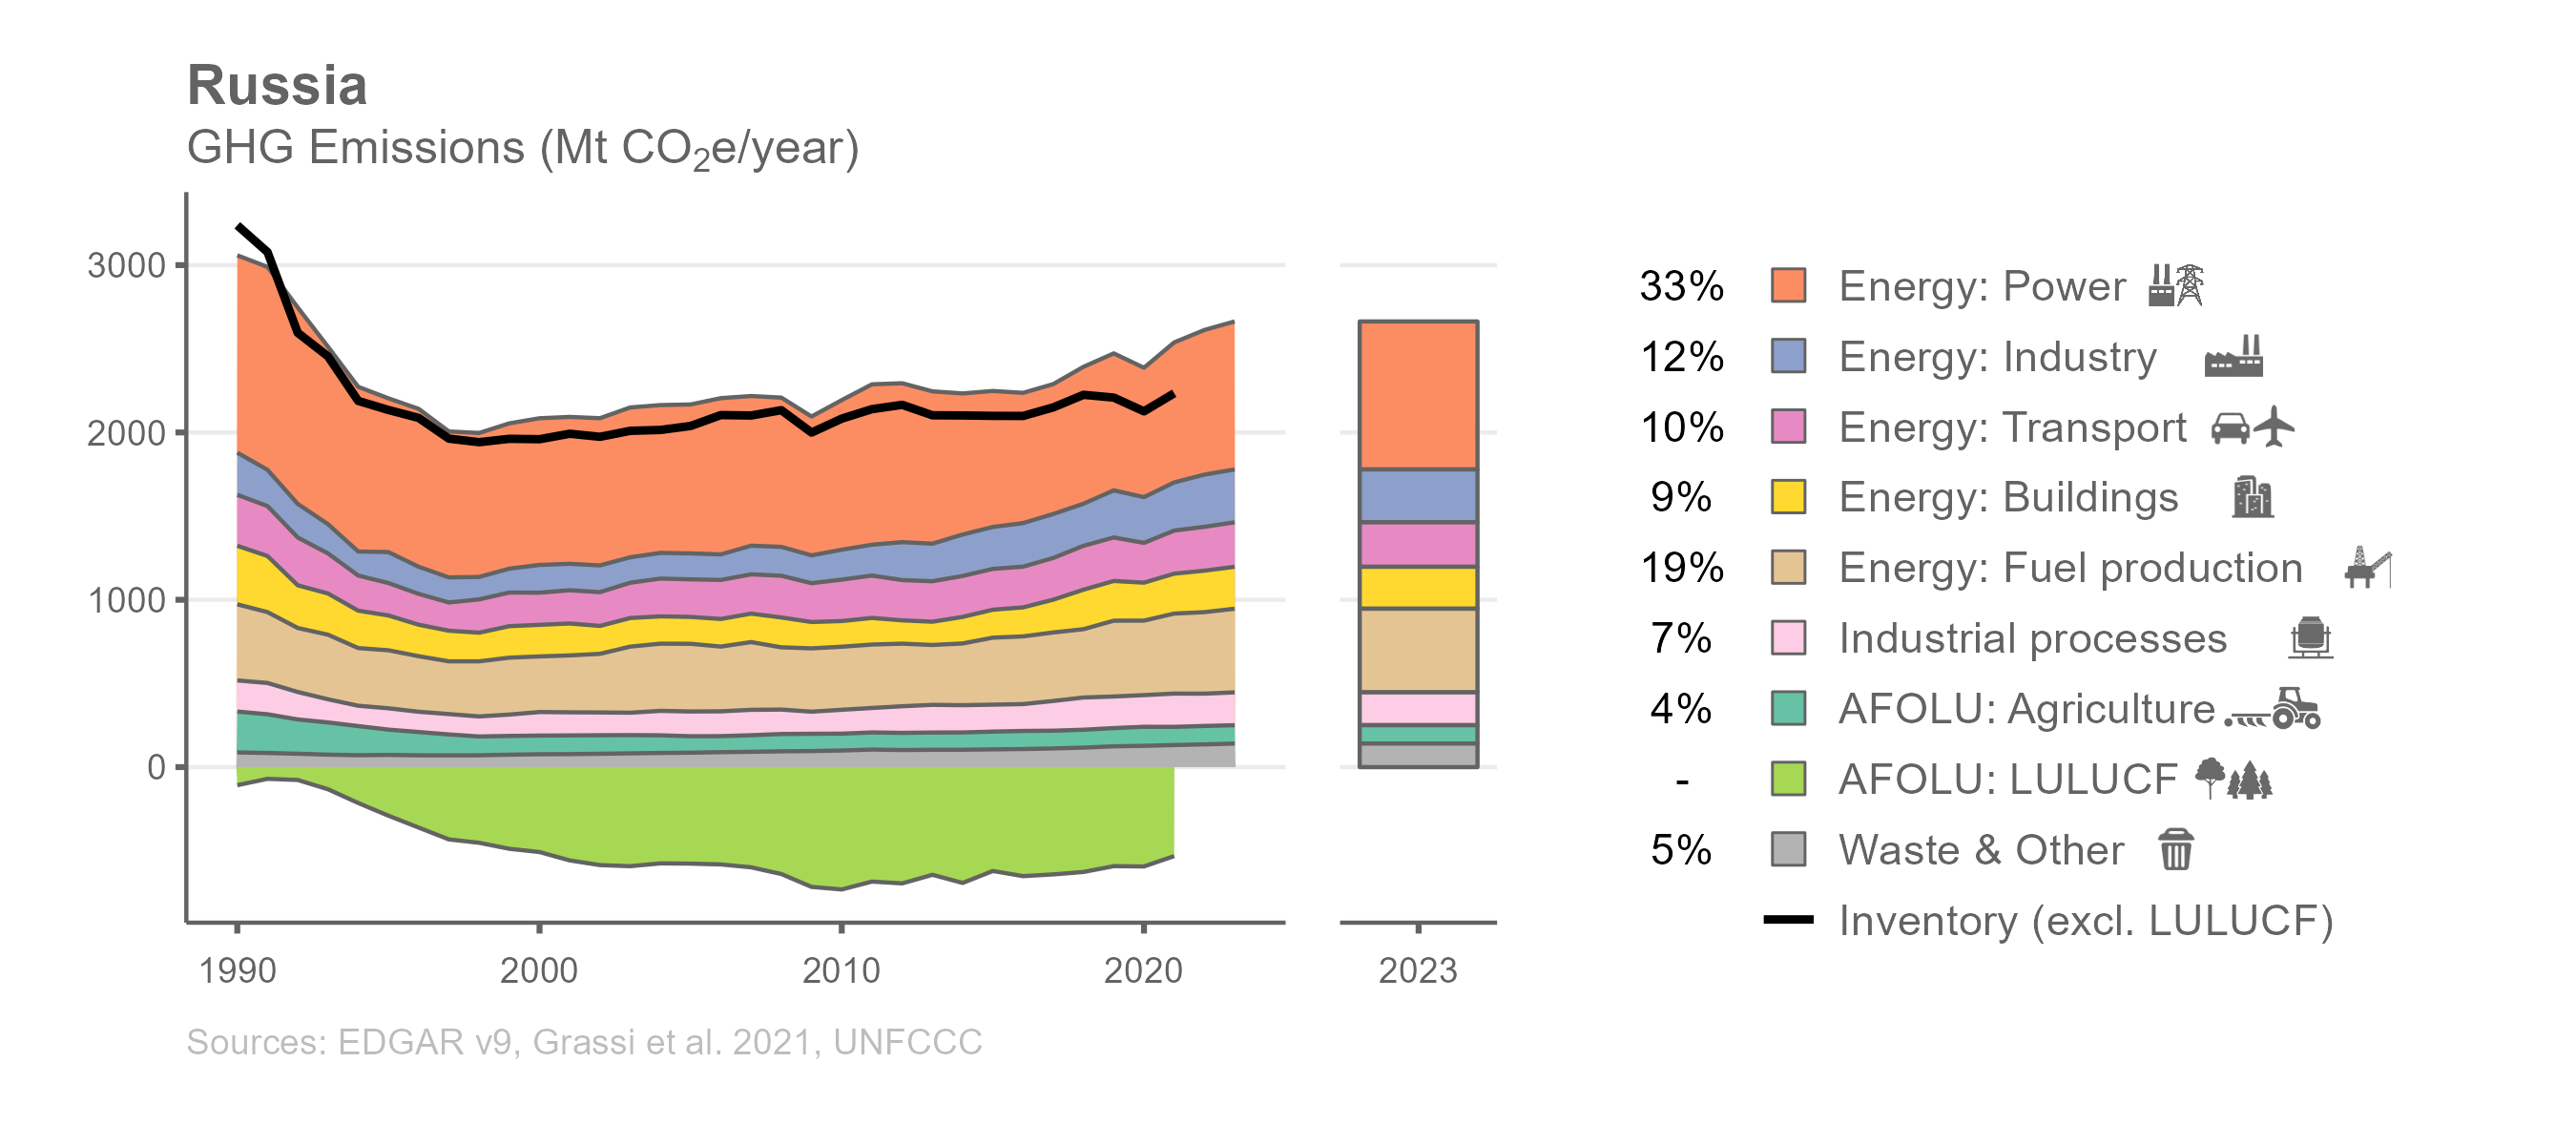 Russia
GHG Emissions (Mt CO₂e/year)
3000
2000
1000
0
1990 2000 2010 2020 2023
33% Energy: Power
12% Energy: Industry
10% Energy: Transport
9% Energy: Buildings
19% Energy: Fuel production
7% Industrial processes
4% AFOLU: Agriculture
- AFOLU: LULUCF
5% Waste & Other
Inventory (excl. LULUCF)
Sources: EDGAR v9, Grassi et al. 2021, UNFCCC